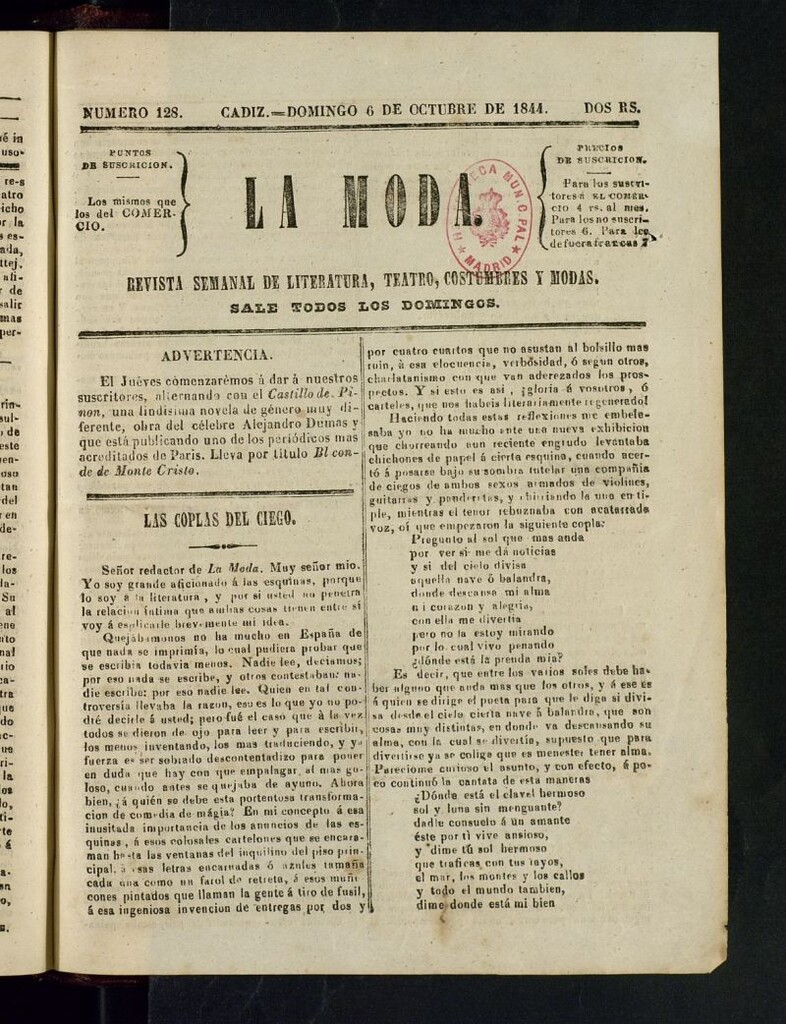 NUMERO 128. CADIZ.=DOMINGO 6 DE OCTUBRE DE 1844. DOS RS.
PUNTOS
DE SUSCRICION.
Los mismos que
los del COMER-
CIO.
LA MODA.
PRECIOS
DE SUSCRICION.
Para los suscri-
tores á EL COMER-
CIO 4 rs. al mes.
Para los no suscri-
tores 6. Para los
de fuera francas 7
HEMEROTECA MUNICIPAL
MADRID
REVISTA SEMANAL DE LITERATURA, TEATRO, COSTUMBRES Y MODAS.
SALE TODOS LOS DOMINGOS.
ADVERTENCIA.
El Juéves comenzarémos á dar á nuestros
suscritores, alternando con el Castillo de Pi-
non, una lindisima novela de género muy di-
ferente, obra del célebre Alejandro Dumas y
que está publicando uno de los periódicos mas
acreditados de Paris. Lleva por título El con-
de de Monte Cristo.
LAS COPLAS DEL CIEGO.
Señor redactor de La Moda. Muy señor mio.
Yo soy grande aficionado á las esquinas, porque
lo soy á la literatura, y por si usted no penetra
la relacion íntima que ambas cosas tienen entre sí
voy á esplicarle brevemente mi idea.
Quejábamonos no ha mucho en España de
que nada se imprimía, lo cual pudiera probar que
se escribia todavia menos. Nadie lee, deciamos;
por eso nada se escribe, y otros contestaban: na-
die escribe: por eso nadie lee. Quien en tal con-
troversia llevaba la razon, eso es lo que yo no po-
dré decirle á usted; pero fué el caso que á la vez
todos se dieron de ojo para leer y para escribir,
los menos inventando, los mas traduciendo, y ya
fuerza es ser sobrado descontentadizo para poner
en duda que hay con que empalagar al mas go-
loso, cuando antes se quejaba de ayuno. Ahora
bien, ¿á quién se debe esta portentosa transforma-
cion de comedia de mágia? En mi concepto á esa
inusitada importancia de los anuncios de las es-
quinas, á esos colosales cartelones que se encara-
man hasta las ventanas del inquilino del piso prin-
cipal, á esas letras encarnadas ó azules tamaña
cada una como un farol de retreta, á esos muñe-
cones pintados que llaman la gente á tiro de fusil,
á esa ingeniosa invencion de entregas por dos y
por cuatro cuartos que no asustan al bolsillo mas
ruin, á esa elocuencia, verbosidad, ó segun otros,
charlatanismo con que van aderezados los pros-
pectos. Y si esto es asi, ¡gloria á vosotros, ó
carteles, que nos habeis literariamente regenerado!
Haciendo todas estas reflexiones me embele-
saba yo no ha mucho ante una nueva exhibicion
que chorreando aun reciente engrudo levantaba
chichones de papel á cierta esquina, cuando acer-
tó á posarse bajo su sombra tutelar una compañía
de ciegos de ambos sexos armados de violines,
guitarras y panderetas, y chirriando la una en ti-
ple, mientras el tenor rebuznaba con acatarrada
voz, oí que empezaron la siguiente copla:
Pregunto al sol que mas anda
por ver si me dá noticias
y si del cielo divisa
aquella nave ó balandra,
donde descansa mi alma
mi corazon y alegria,
con ella me divertia
pero no la estoy mirando
por lo cual vivo penando
¿dónde está la prenda mia?
Es decir, que entre los varios soles debe ha-
ber alguno que anda mas que los otros, y á ese es
á quien se dirige el poeta para que le diga si divi-
sa desde el cielo cierta nave ó balandra, que son
cosas muy distintas, en donde va descansando su
alma, con la cual se divertia, supuesto que para
divertirse ya se colige que es menester tener alma.
Parecióme curioso el asunto, y con efecto, á po-
co continuó la cantata de esta manera:
¿Dónde está el clavel hermoso
sol y luna sin menguante?
dadle consuelo á un amante
éste por tì vive ansioso,
y dime tú sol hermoso
que traficas con tus rayos,
el mar, los montes y los callos
y todo el mundo tambien,
dime donde está mi bien